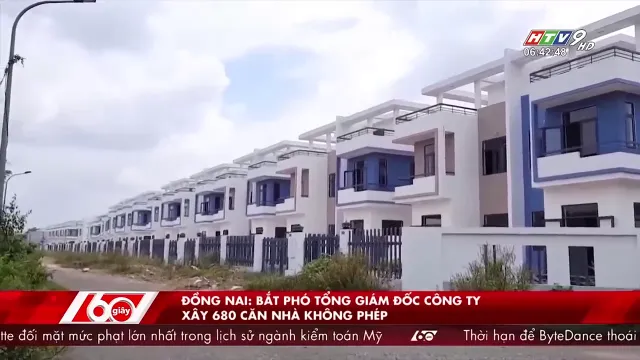 HTV9 HD
06:42:48
60 giây
ĐỒNG NAI: BẮT PHÓ TỔNG GIÁM ĐỐC CÔNG TY
XÂY 680 CĂN NHÀ KHÔNG PHÉP
tte đối mặt mức phạt lớn nhất trong lịch sử ngành kiểm toán Mỹ
Thời hạn để ByteDance thoái